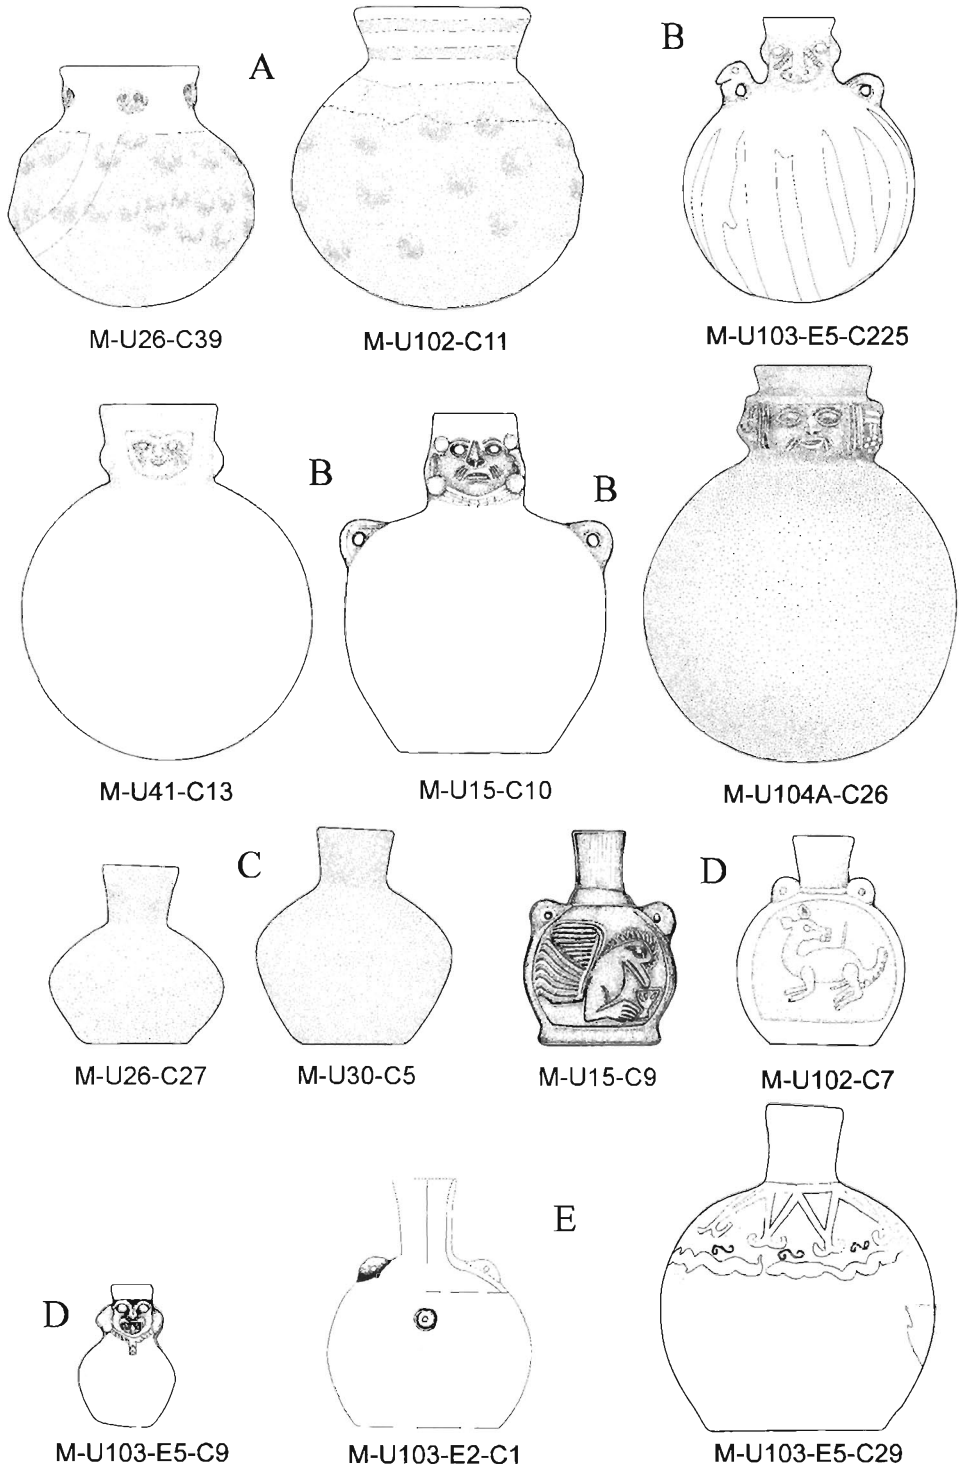 A
B
M-U26-C39
M-U102-C11
M-U103-E5-C225
B
B
M-U41-C13
M-U15-C10
M-U104A-C26
C
D
M-U26-C27
M-U30-C5
M-U15-C9
M-U102-C7
D
E
M-U103-E5-C9
M-U103-E2-C1
M-U103-E5-C29